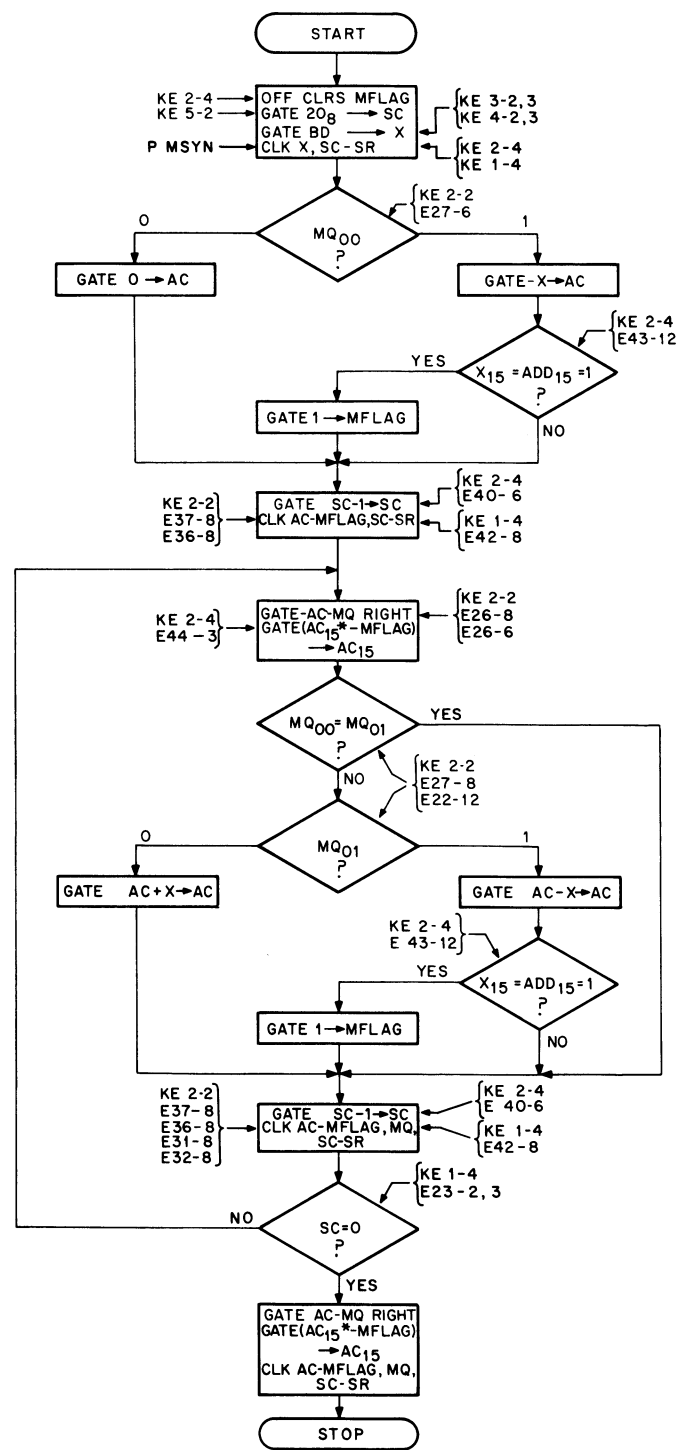 START
KE 2-4
KE 5-2
P MSYN
OFF CLRS MFLAG
GATE 20₈ → SC
GATE BD → X
CLK X, SC-SR
KE 3-2,3
KE 4-2,3
KE 2-4
KE 1-4
KE 2-2
E27-6
0
MQ₀₀
?
1
GATE 0→AC
GATE-X→AC
KE 2-4
E43-12
YES
X₁₅=ADD₁₅=1
?
NO
GATE 1→MFLAG
KE 2-2
E37-8
E36-8
GATE SC-1→SC
CLK AC-MFLAG,SC-SR
KE 2-4
E40-6
KE 1-4
E42-8
KE 2-4
E44-3
GATE-AC-MQ RIGHT
GATE(AC₁₅*-MFLAG)
→AC₁₅
KE 2-2
E26-8
E26-6
MQ₀₀=MQ₀₁
?
YES
NO
KE 2-2
E27-8
E22-12
0
MQ₀₁
?
1
GATE AC+X→AC
GATE AC-X→AC
KE 2-4
E 43-12
YES
X₁₅=ADD₁₅=1
?
NO
GATE 1→MFLAG
KE 2-2
E37-8
E36-8
E31-8
E32-8
GATE SC-1→SC
CLK AC-MFLAG, MQ,
SC-SR
KE 2-4
E 40-6
KE 1-4
E42-8
KE 1-4
E23-2,3
NO
SC=0
?
YES
GATE AC-MQ RIGHT
GATE(AC₁₅*-MFLAG)
→AC₁₅
CLK AC-MFLAG, MQ,
SC-SR
STOP